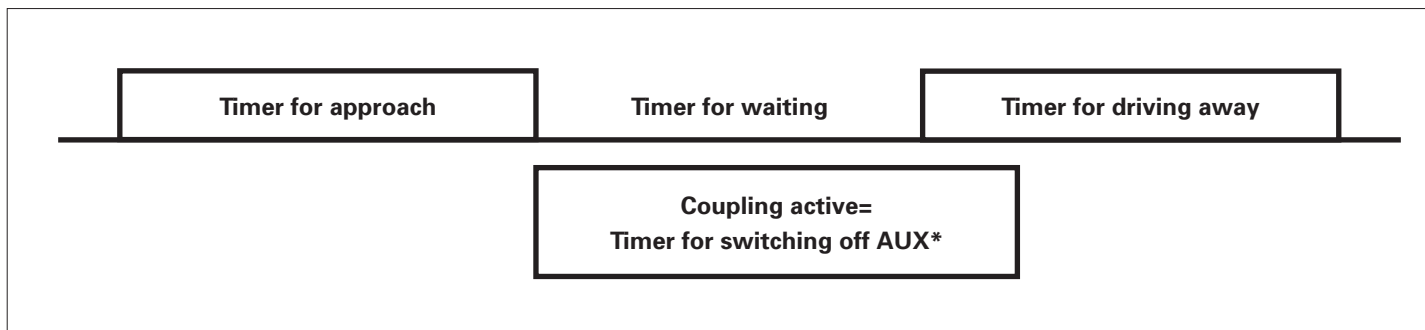 Timer for approach
Timer for waiting
Timer for driving away
Coupling active=
Timer for switching off AUX*